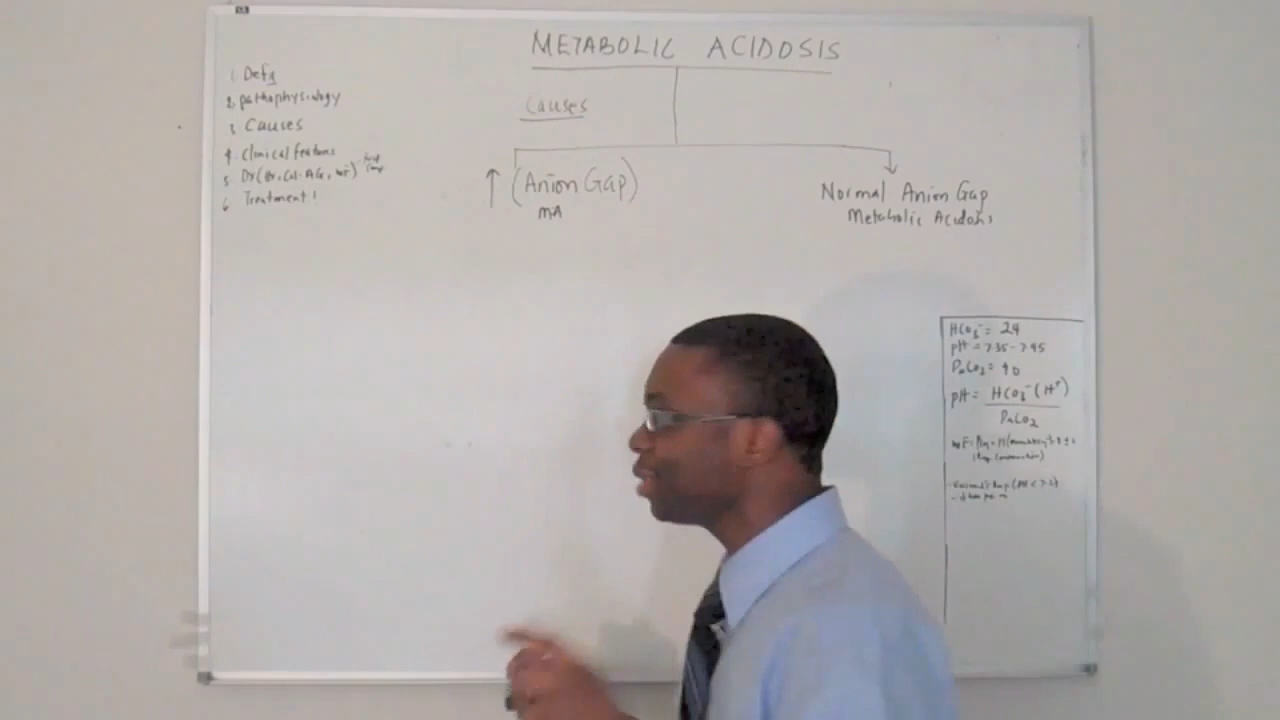 METABOLIC ACIDOSIS
1. Defn
2. pathophysiology
3. Causes
4. Clinical features
5. Dx (
6. Treatment!
Causes
↑ (Anion Gap)
mA
Normal Anion Gap
Metabolic Acidosis
HCO3⁻ = 24
pH = 7.35-7.45
PaCO2 = 40
pH = HCO3⁻ (H⁺)
PaCO2